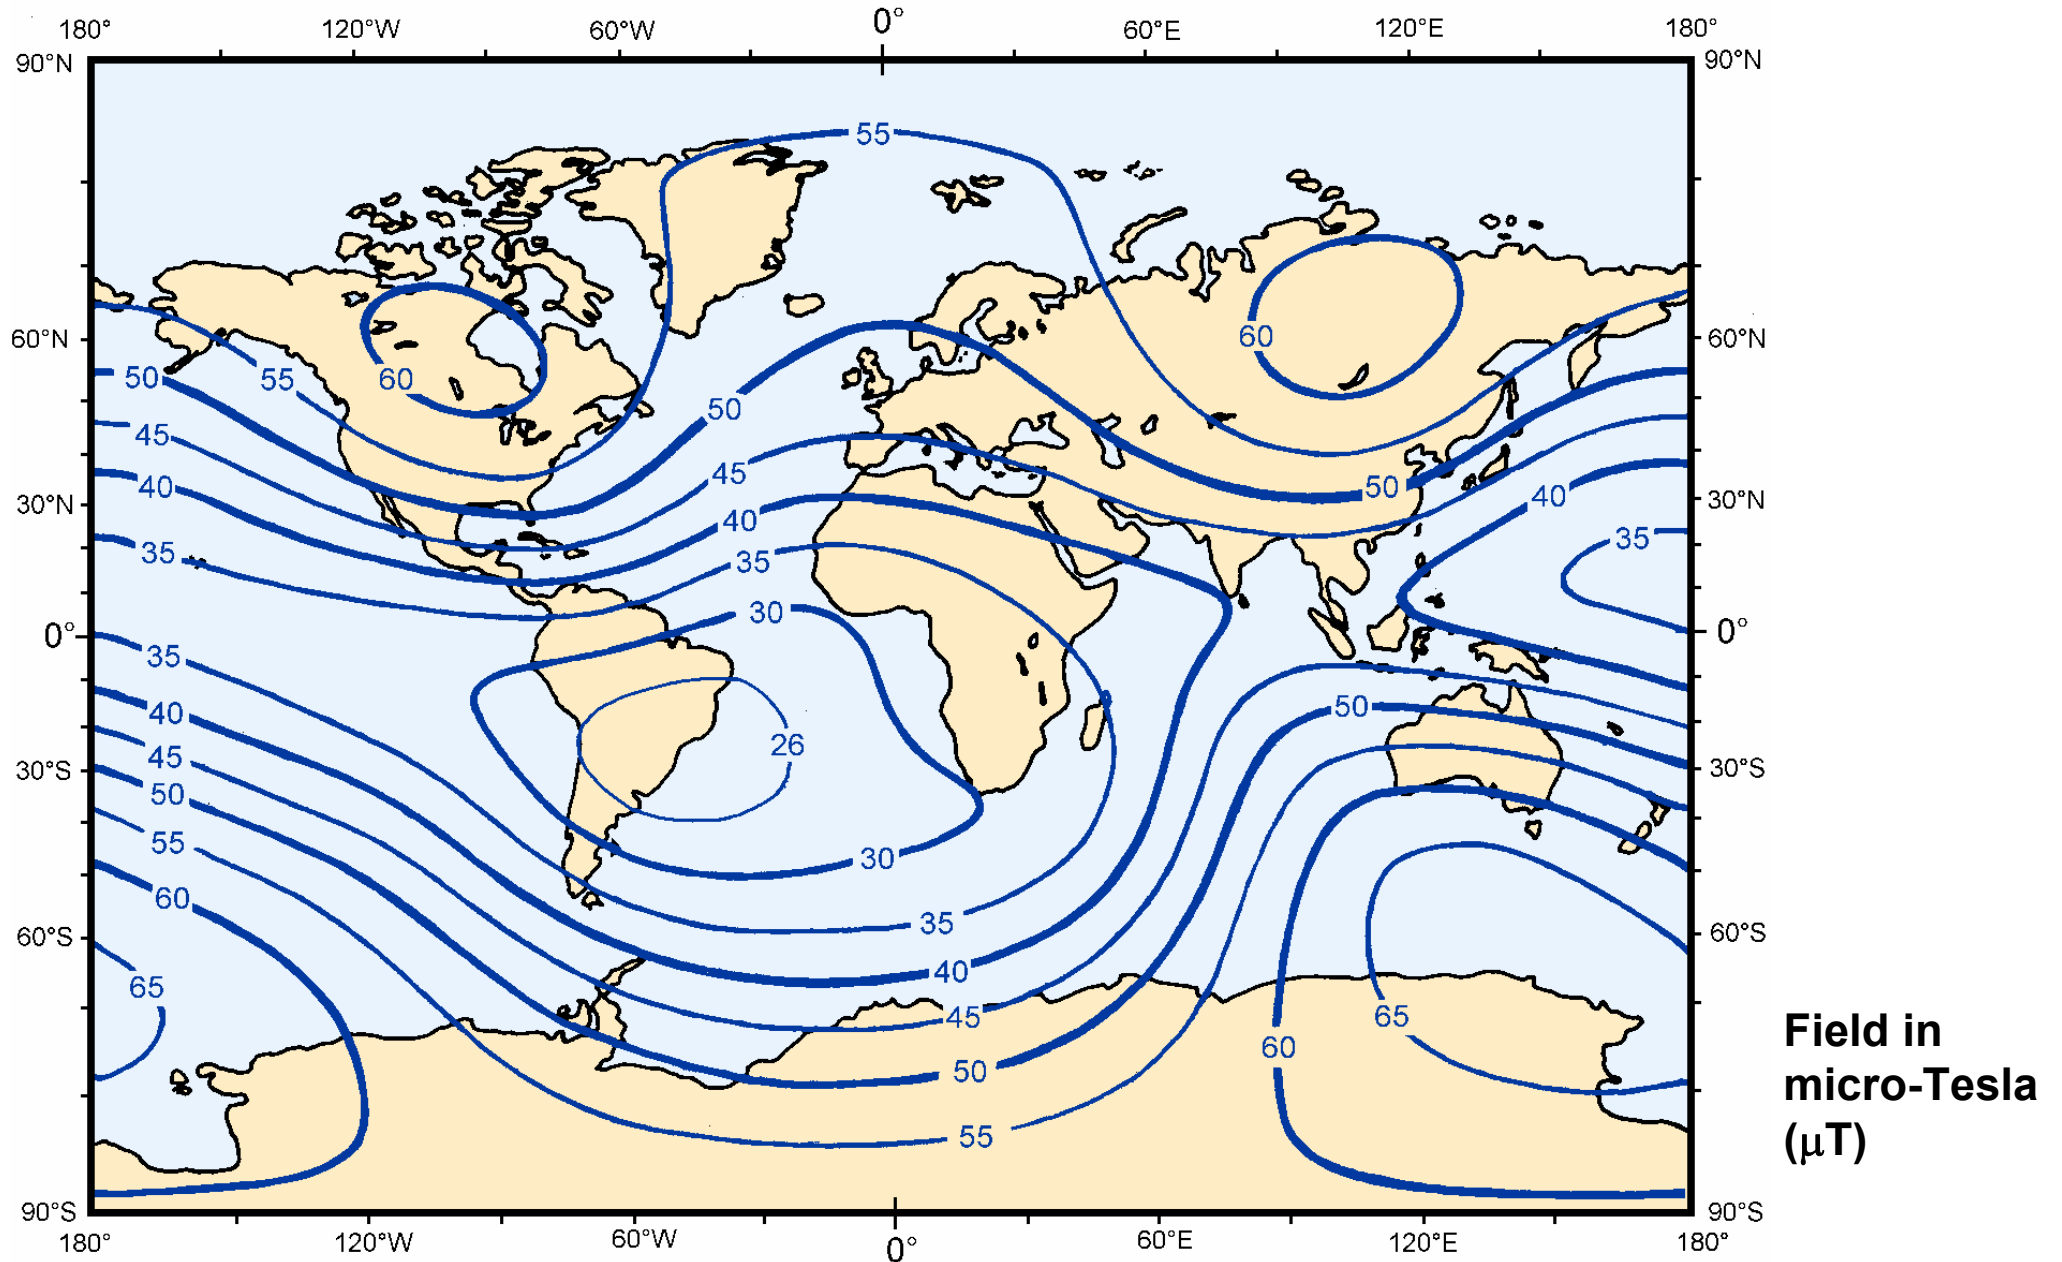 180° 120°W 60°W 0° 60°E 120°E 180°
90°N 90°N
55
60°N 60 60°N
50 55 60
50
45 45
40 50 40
30°N 40 30°N
35 35 35
30
0° 0°
35
40 50
45 26
30°S 30°S
50
55 30
60 35
60°S 60°S
40
65 45 65
60
50
55
90°S 90°S
180° 120°W 60°W 0° 60°E 120°E 180°
Field in
micro-Tesla
(μT)